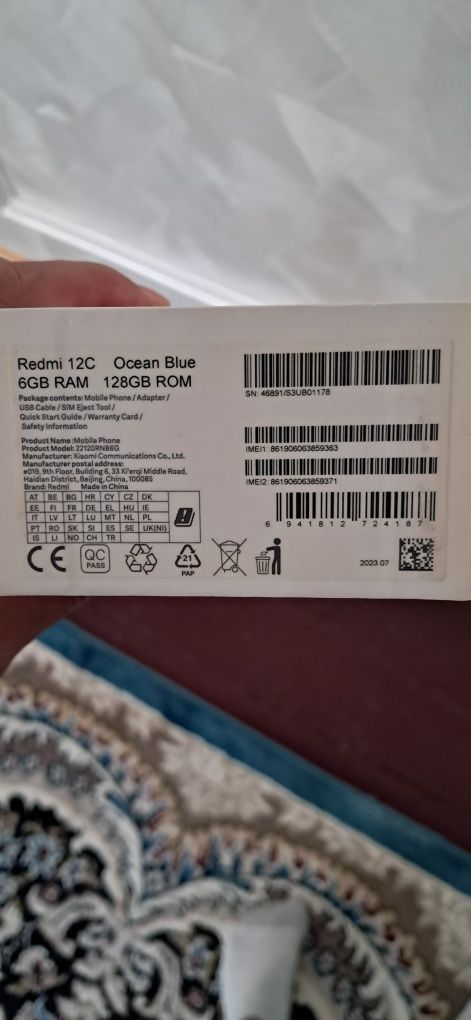 Redmi 12C Ocean Blue
6GB RAM 128GB ROM
Package contents: Mobile Phone / Adapter /
USB Cable / SIM Eject Tool /
Quick Start Guide / Warranty Card /
Safety Information
Product Name: Mobile Phone
Product Model: 22120RN86G
Manufacturer: Xiaomi Communications Co., Ltd.
Manufacturer postal address:
#019, 9th Floor, Building 6, 33 Xi'erqi Middle Road,
Haidian District, Beijing, China, 100085
Brand: Redmi Made in China
AT BE BG HR CY CZ DK
EE FI FR DE EL HU IE
IT LV LT LU MT NL PL
PT RO SK SI ES SE UK(NI)
IS LI NO CH TR
CE QC PASS 21 PAP
SN: 46891/S3UB01178
IMEI1: 861906063859363
IMEI2: 861906063859371
6 941812 724187
2023.07